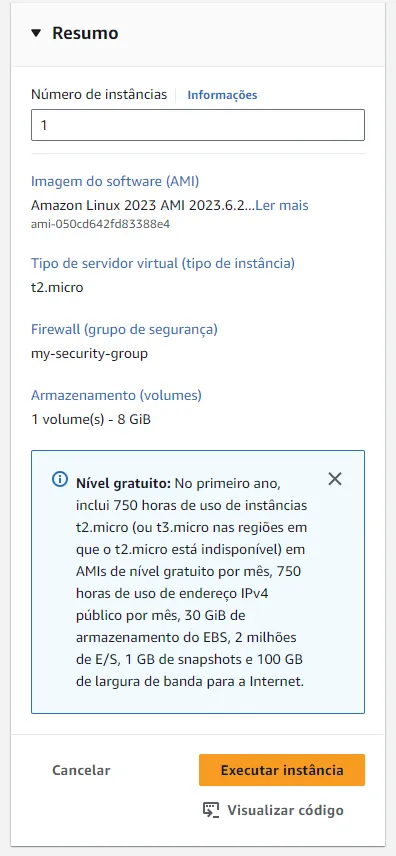 Resumo
Número de instâncias Informações
1
Imagem do software (AMI)
Amazon Linux 2023 AMI 2023.6.2...Ler mais
ami-050cd642fd83388e4
Tipo de servidor virtual (tipo de instância)
t2.micro
Firewall (grupo de segurança)
my-security-group
Armazenamento (volumes)
1 volume(s) - 8 GiB
Nível gratuito: No primeiro ano,
inclui 750 horas de uso de instâncias
t2.micro (ou t3.micro nas regiões em
que o t2.micro está indisponível) em
AMIs de nível gratuito por mês, 750
horas de uso de endereço IPv4
público por mês, 30 GiB de
armazenamento do EBS, 2 milhões
de E/S, 1 GB de snapshots e 100 GB
de largura de banda para a Internet.
Cancelar Executar instância
Visualizar código